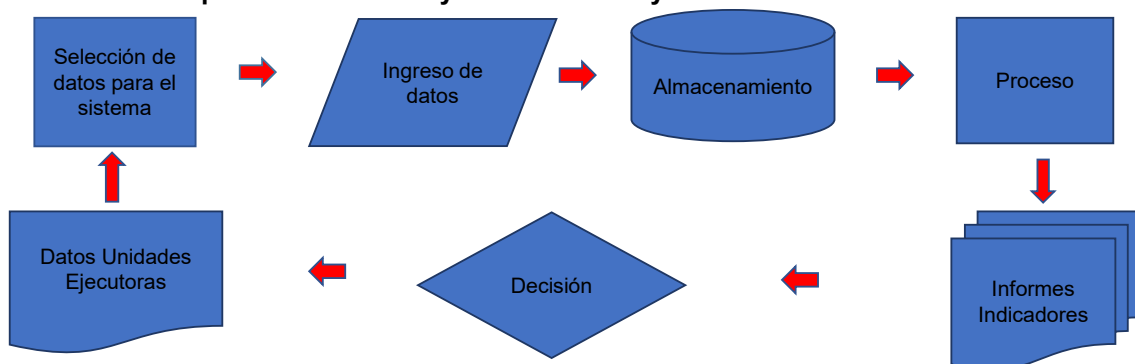 Selección de
datos para el
sistema
Ingreso de
datos
Almacenamiento
Proceso
Datos Unidades
Ejecutoras
Decisión
Informes
Indicadores